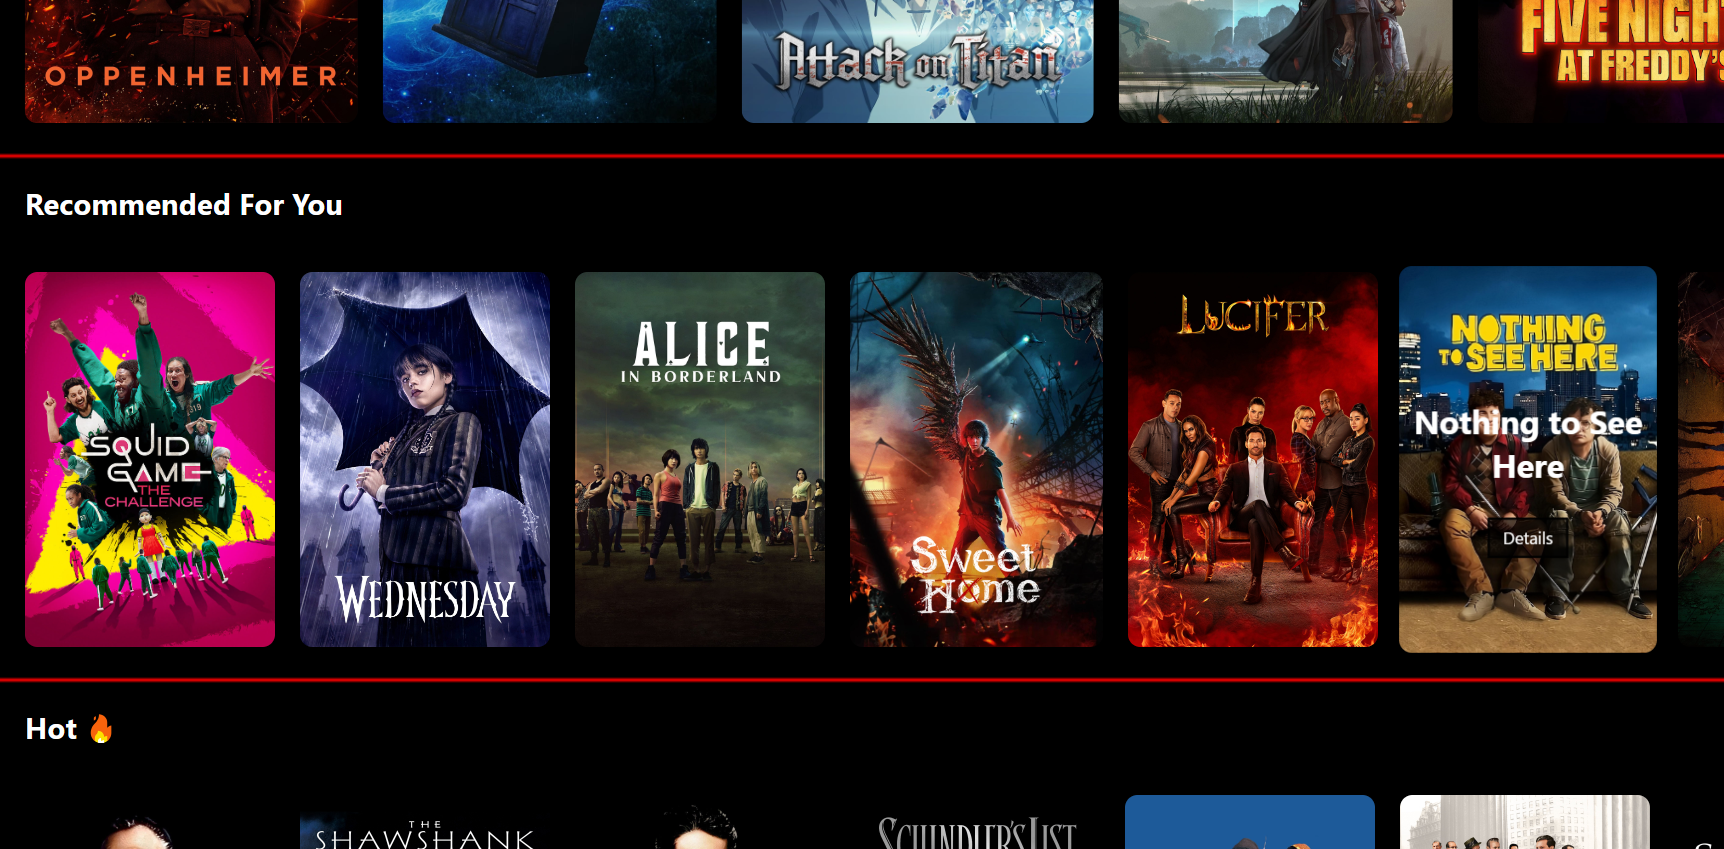 OPPENHEIMER
Attack on Titan
FIVE NIGH
AT FREDDY'S
Recommended For You
SQUID
GAME
THE
CHALLENGE
WEDNESDAY
ALICE
IN BORDERLAND
Sweet
Home
LUCIFER
NOTHING
TO SEE HERE
Nothing to See
Here
Details
Hot 🔥
THE
SHAWSHANK
SCHINDLER'S LIST